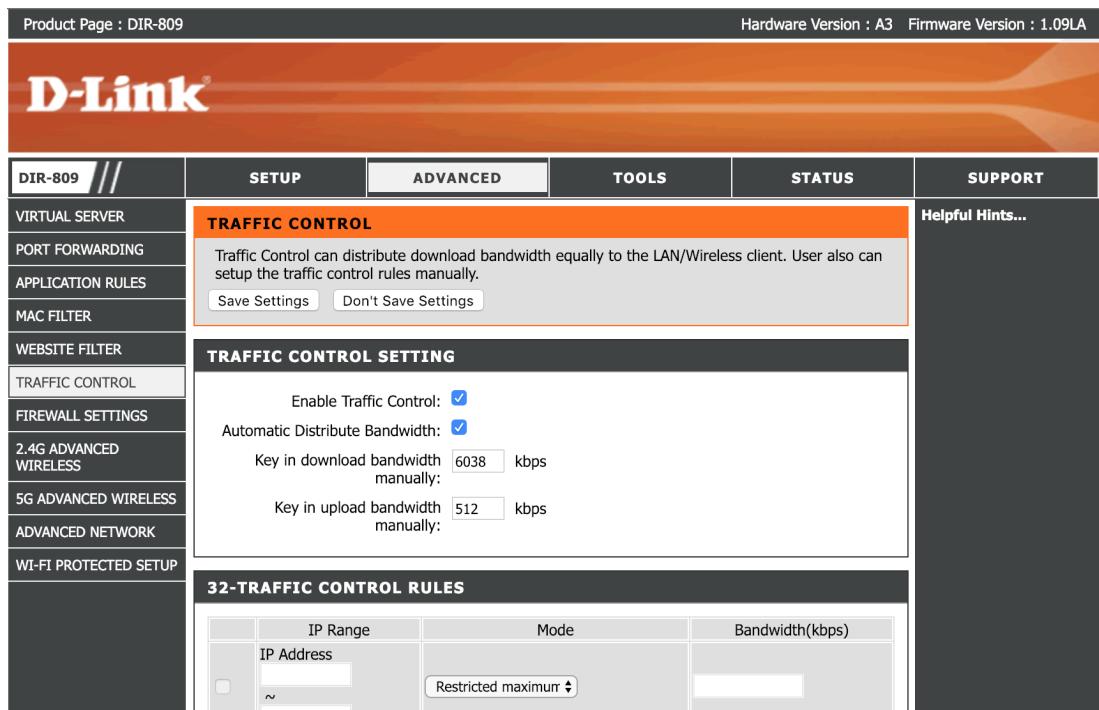 Product Page : DIR-809
Hardware Version : A3 Firmware Version : 1.09LA
D-Link
DIR-809
SETUP
ADVANCED
TOOLS
STATUS
SUPPORT
VIRTUAL SERVER
PORT FORWARDING
APPLICATION RULES
MAC FILTER
WEBSITE FILTER
TRAFFIC CONTROL
FIREWALL SETTINGS
2.4G ADVANCED
WIRELESS
5G ADVANCED WIRELESS
ADVANCED NETWORK
WI-FI PROTECTED SETUP
TRAFFIC CONTROL
Traffic Control can distribute download bandwidth equally to the LAN/Wireless client. User also can
setup the traffic control rules manually.
Save Settings
Don't Save Settings
TRAFFIC CONTROL SETTING
Enable Traffic Control:
Automatic Distribute Bandwidth:
Key in download bandwidth
manually:
6038 kbps
Key in upload bandwidth
manually:
512 kbps
32-TRAFFIC CONTROL RULES
IP Range
Mode
Bandwidth(kbps)
IP Address
~
Restricted maximum
Helpful Hints...